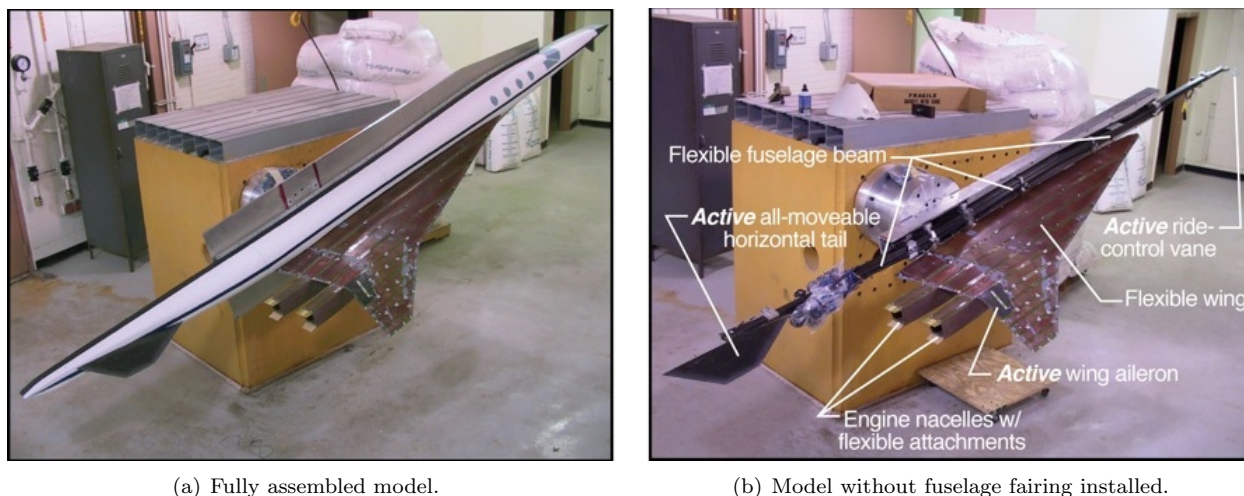 FRAGILE
Flexible fuselage beam
Active all-moveable
horizontal tail
Active ride-
control vane
Flexible wing
Active wing aileron
Engine nacelles w/
flexible attachments
(a) Fully assembled model.
(b) Model without fuselage fairing installed.